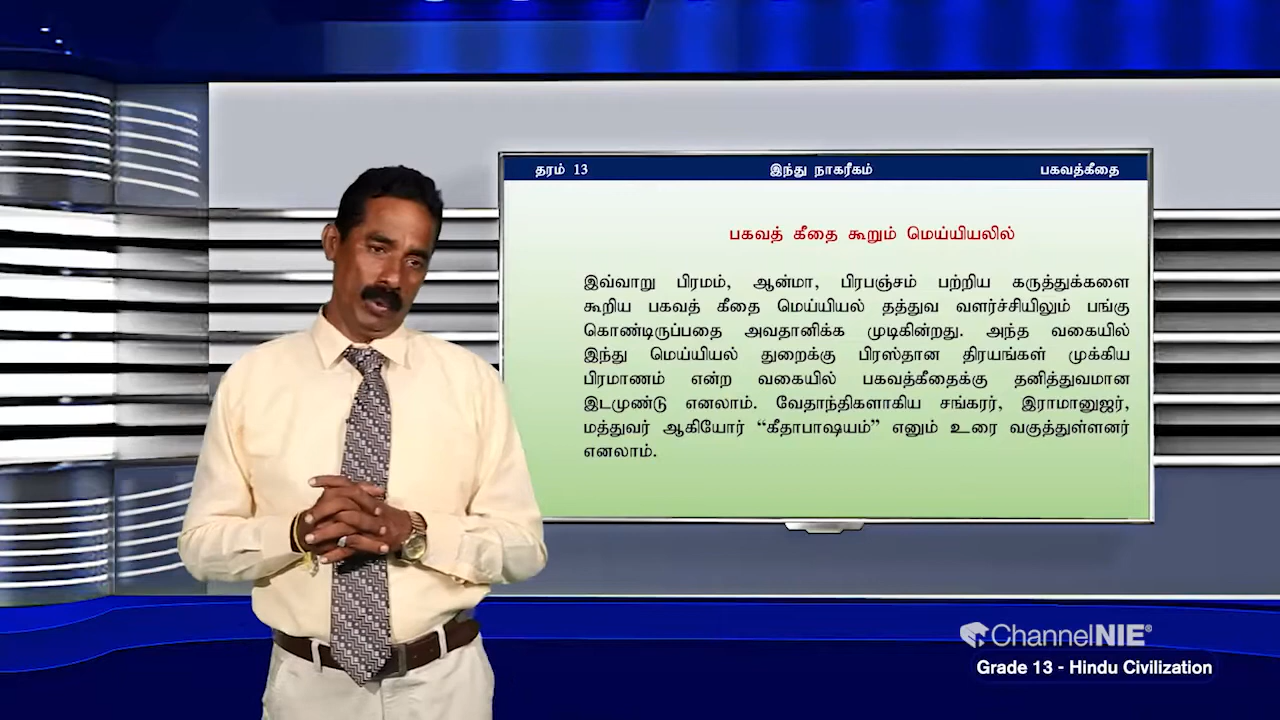 தரம் 13 இந்து நாகரீகம் பகவத்கீதை
பகவத் கீதை கூறும் மெய்யியலில்
இவ்வாறு பிரமம், ஆன்மா, பிரபஞ்சம் பற்றிய கருத்துக்களை
கூறிய பகவத் கீதை மெய்யியல் தத்துவ வளர்ச்சியிலும் பங்கு
கொண்டிருப்பதை அவதானிக்க முடிகின்றது. அந்த வகையில்
இந்து மெய்யியல் துறைக்கு பிரஸ்தான திரயங்கள் முக்கிய
பிரமாணம் என்ற வகையில் பகவத்கீதைக்கு தனித்துவமான
இடமுண்டு எனலாம். வேதாந்திகளாகிய சங்கரர், இராமானுஜர்,
மத்துவர் ஆகியோர் “கீதாபாஷயம்” எனும் உரை வகுத்துள்ளனர்
எனலாம்.
ChannelNIE®
Grade 13 - Hindu Civilization